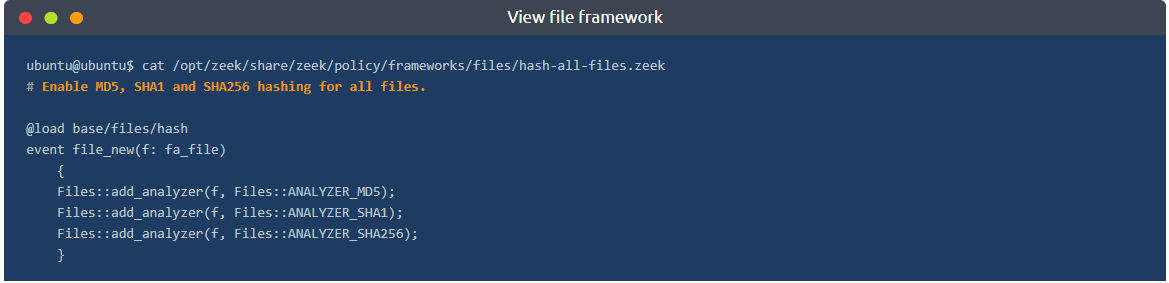 View file framework
ubuntu@ubuntu$ cat /opt/zeek/share/zeek/policy/frameworks/files/hash-all-files.zeek
# Enable MD5, SHA1 and SHA256 hashing for all files.
@load base/files/hash
event file_new(f: fa_file)
{
Files::add_analyzer(f, Files::ANALYZER_MD5);
Files::add_analyzer(f, Files::ANALYZER_SHA1);
Files::add_analyzer(f, Files::ANALYZER_SHA256);
}